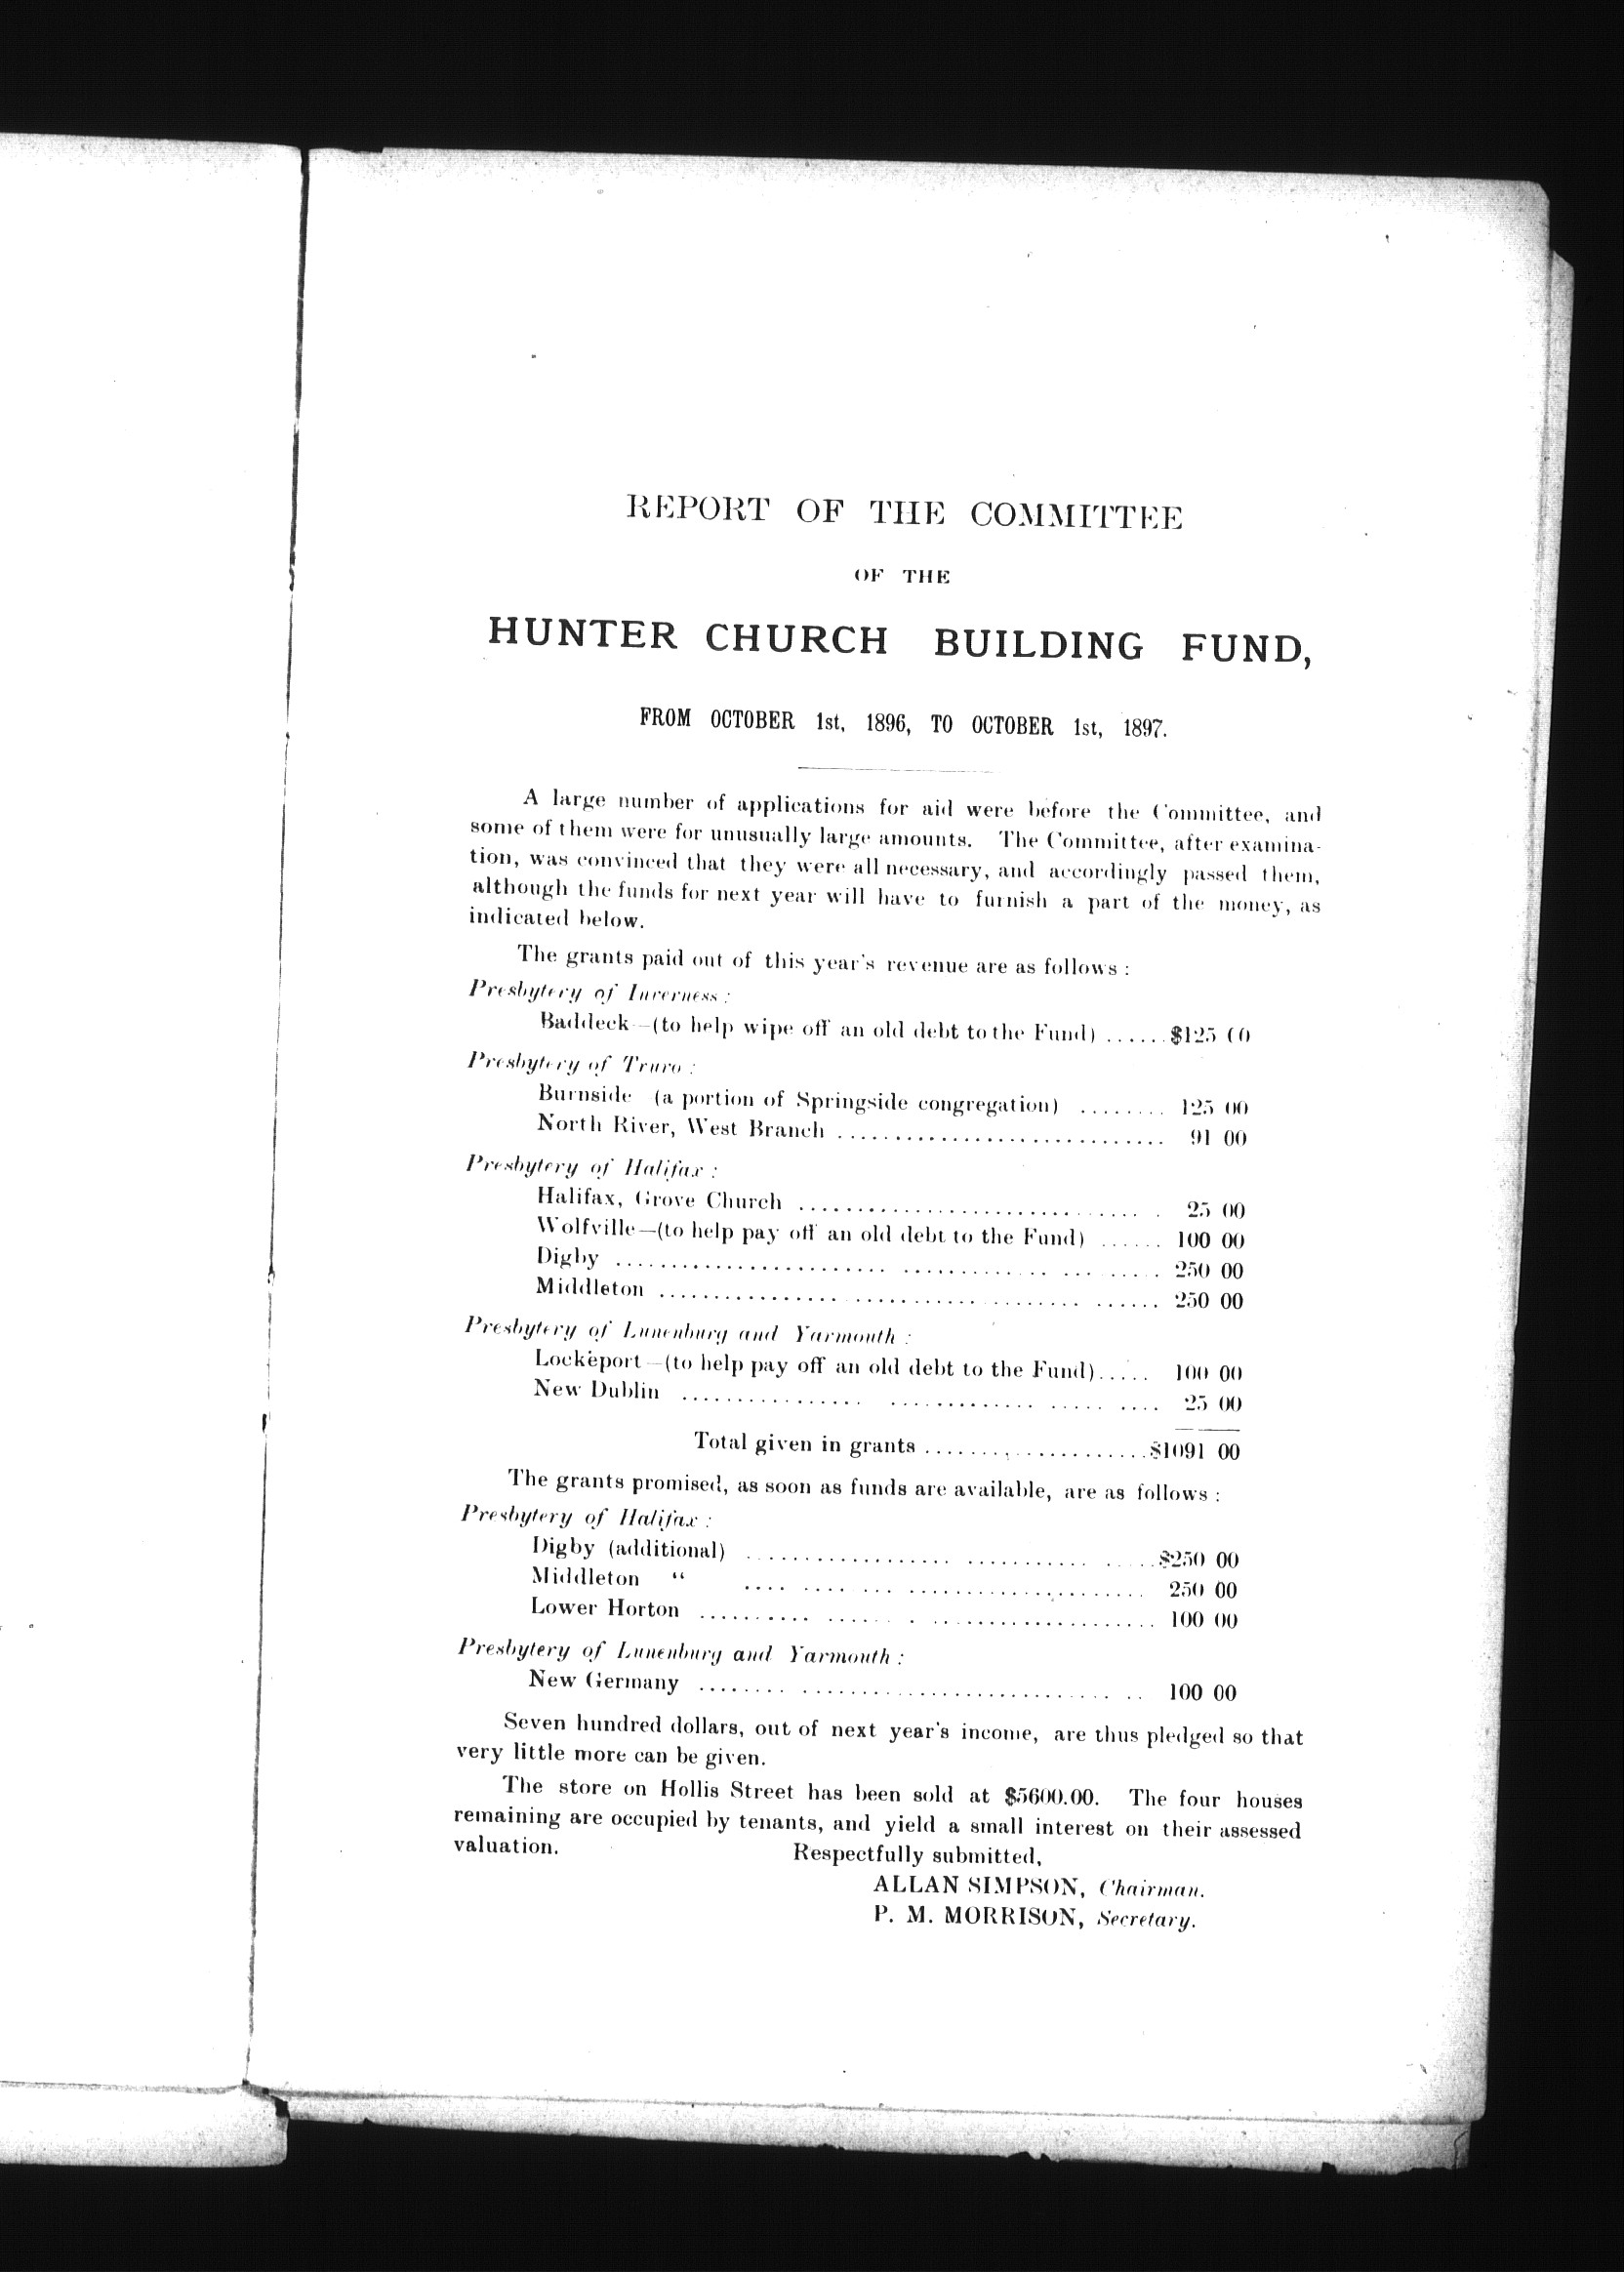 REPORT OF THE COMMITTEE
OF THE
HUNTER CHURCH BUILDING FUND,
FROM OCTOBER 1st, 1896, TO OCTOBER 1st, 1897.
A large number of applications for aid were before the Committee, and
some of them were for unusually large amounts. The Committee, after examina-
tion, was convinced that they were all necessary, and accordingly passed them,
although the funds for next year will have to furnish a part of the money, as
indicated below.
The grants paid out of this year's revenue are as follows:
Presbytery of Inverness:
Baddeck—(to help wipe off an old debt to the Fund) ......$125 00
Presbytery of Truro:
Burnside (a portion of Springside congregation) ........ 125 00
North River, West Branch ............................ 91 00
Presbytery of Halifax:
Halifax, Grove Church .............................. 25 00
Wolfville—(to help pay off an old debt to the Fund) ...... 100 00
Digby .............................................. 250 00
Middleton .......................................... 250 00
Presbytery of Lunenburg and Yarmouth:
Lockeport—(to help pay off an old debt to the Fund)..... 100 00
New Dublin ........................................ 25 00
Total given in grants ....................$1091 00
The grants promised, as soon as funds are available, are as follows:
Presbytery of Halifax:
Digby (additional) ...................................$250 00
Middleton “ ................................... 250 00
Lower Horton ....................................... 100 00
Presbytery of Lunenburg and Yarmouth:
New Germany ....................................... 100 00
Seven hundred dollars, out of next year's income, are thus pledged so that
very little more can be given.
The store on Hollis Street has been sold at $5600.00. The four houses
remaining are occupied by tenants, and yield a small interest on their assessed
valuation. Respectfully submitted,
ALLAN SIMPSON, Chairman.
P. M. MORRISON, Secretary.